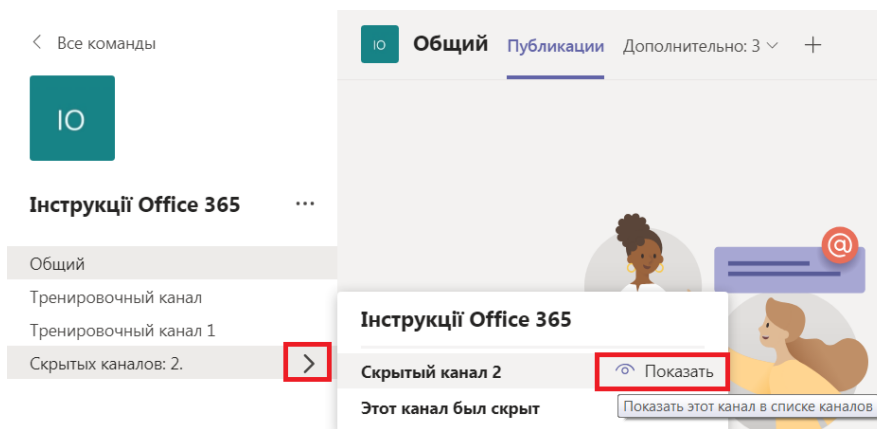 Все команды
IO
Інструкції Office 365
...
Общий
Тренировочный канал
Тренировочный канал 1
Скрытых каналов: 2.
IO
Общий
Публикации
Дополнительно: 3
@
Інструкції Office 365
Скрытый канал 2
Показать
Этот канал был скрыт
Показать этот канал в списке каналов